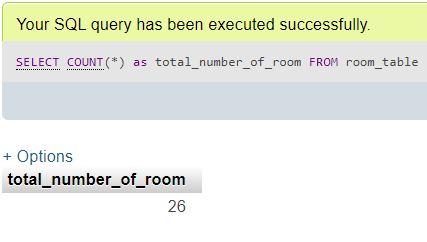 Your SQL query has been executed successfully.
SELECT COUNT(*) as total_number_of_room FROM room_table
+ Options
total_number_of_room
26